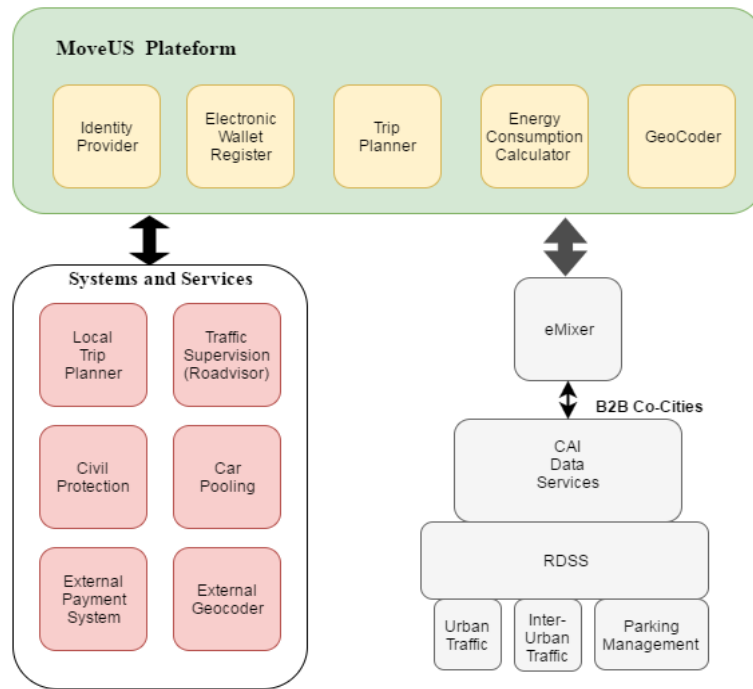 MoveUS Plateform
Identity
Provider
Electronic
Wallet
Register
Trip
Planner
Energy
Consumption
Calculator
GeoCoder
Systems and Services
Local
Trip
Planner
Traffic
Supervision
(Roadvisor)
Civil
Protection
Car
Pooling
External
Payment
System
External
Geocoder
eMixer
B2B Co-Cities
CAI
Data
Services
RDSS
Urban
Traffic
Inter-
Urban
Traffic
Parking
Management